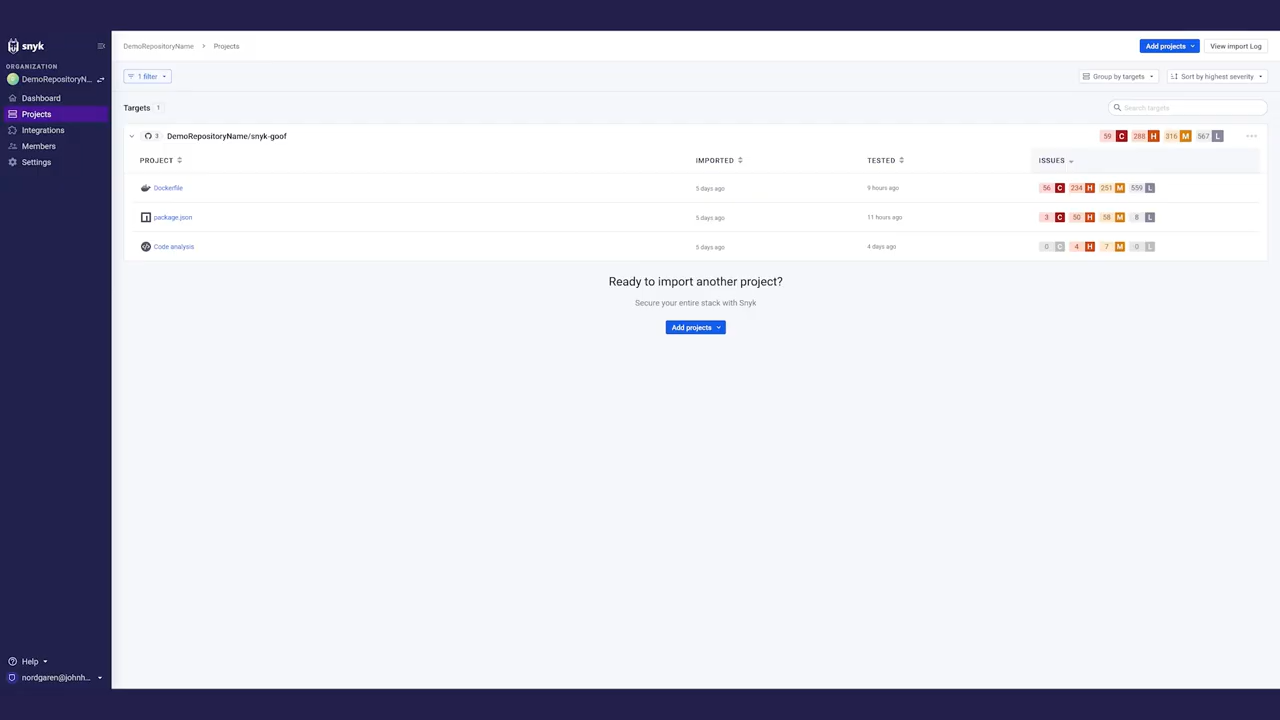 snyk
ORGANIZATION
DemoRepositoryN...
Dashboard
Projects
Integrations
Members
Settings
Help
nordgaren@johnh...
DemoRepositoryName > Projects
Add projects
View import Log
1 filter
Group by targets
Sort by highest severity
Targets 1
Search targets
3 DemoRepositoryName/snyk-goof 59 C 288 H 316 M 567 L
PROJECT IMPORTED TESTED ISSUES
Dockerfile 5 days ago 9 hours ago 56 C 234 H 251 M 559 L
package.json 5 days ago 11 hours ago 3 C 50 H 58 M 8 L
Code analysis 5 days ago 4 days ago 0 C 4 H 7 M 0 L
Ready to import another project?
Secure your entire stack with Snyk
Add projects